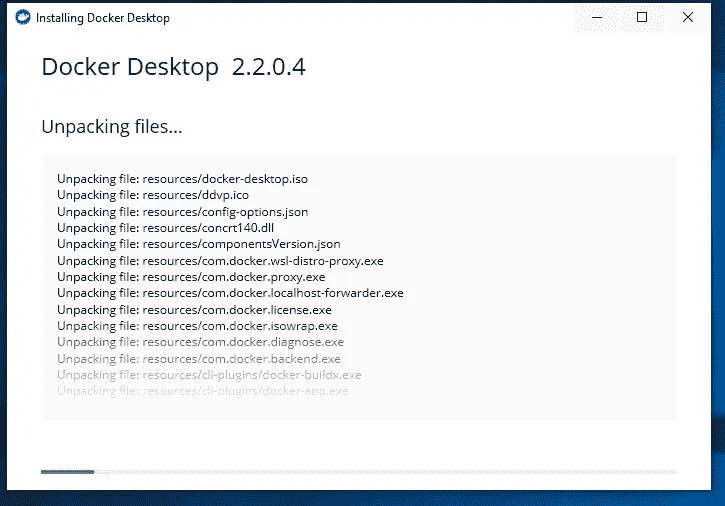 Installing Docker Desktop
Docker Desktop 2.2.0.4
Unpacking files...
Unpacking file: resources/docker-desktop.iso
Unpacking file: resources/ddvp.ico
Unpacking file: resources/config-options.json
Unpacking file: resources/concrt140.dll
Unpacking file: resources/componentsVersion.json
Unpacking file: resources/com.docker.wsl-distro-proxy.exe
Unpacking file: resources/com.docker.proxy.exe
Unpacking file: resources/com.docker.localhost-forwarder.exe
Unpacking file: resources/com.docker.license.exe
Unpacking file: resources/com.docker.isowrap.exe
Unpacking file: resources/com.docker.diagnose.exe
Unpacking file: resources/com.docker.backend.exe
Unpacking file: resources/cli-plugins/docker-buildx.exe
Unpacking file: resources/cli-plugins/docker-app.exe